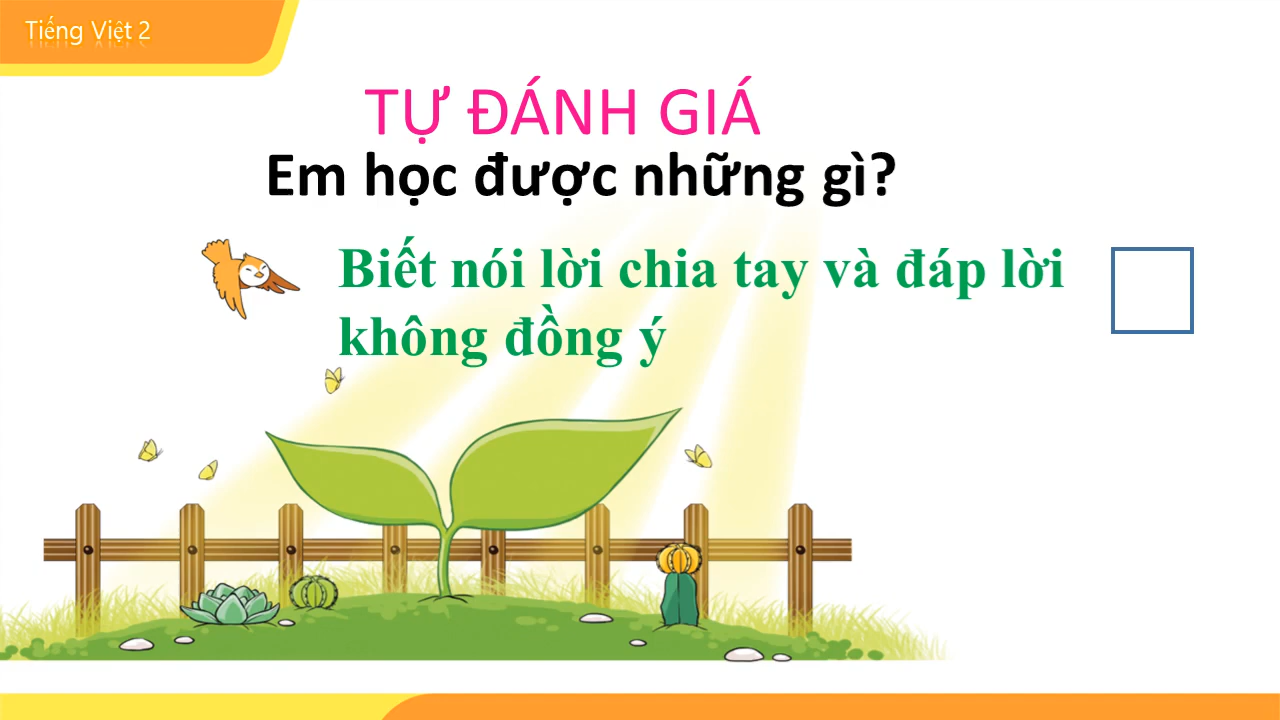 Tiếng Việt 2
TỰ ĐÁNH GIÁ
Em học được những gì?
Biết nói lời chia tay và đáp lời
không đồng ý